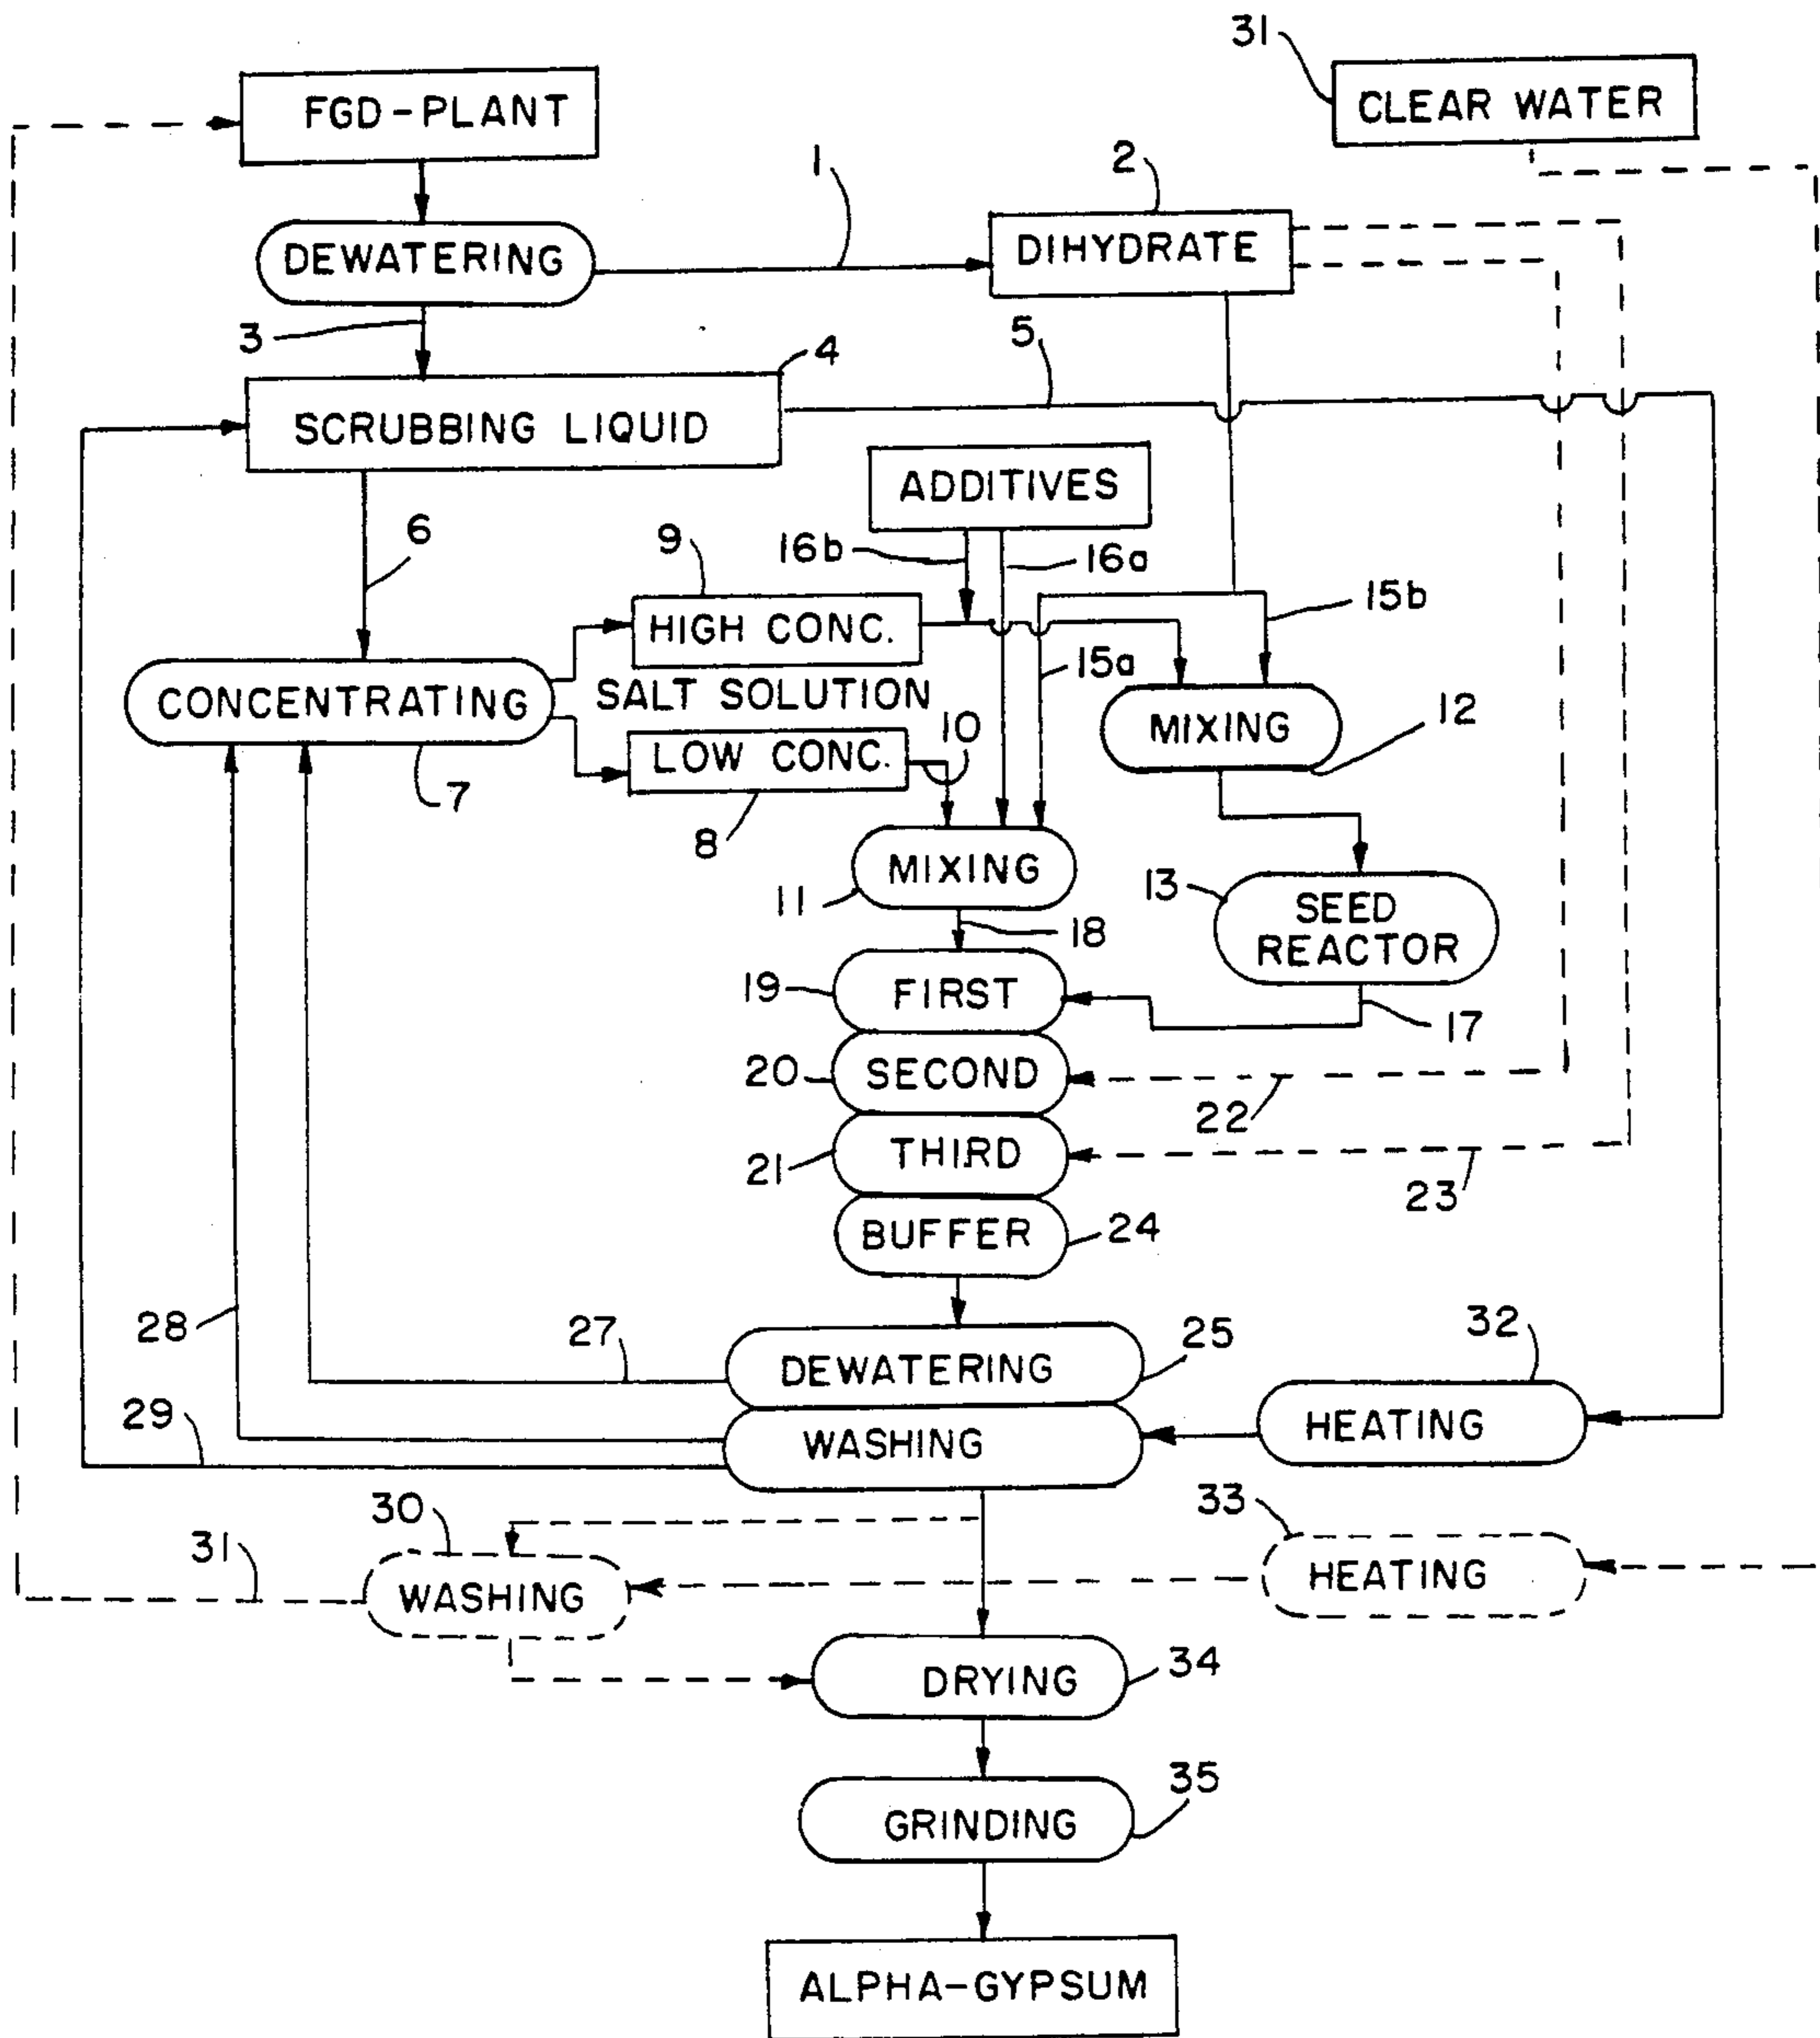 31
FGD-PLANT
CLEAR WATER
1
2
DEWATERING
DIHYDRATE
3
4
5
SCRUBBING LIQUID
ADDITIVES
6
9
16b
16a
15b
HIGH CONC.
15a
CONCENTRATING
SALT SOLUTION
10
MIXING
12
LOW CONC.
7
8
MIXING
11
13
SEED
REACTOR
18
19
FIRST
17
20
SECOND
22
21
THIRD
23
BUFFER
24
28
27
25
32
DEWATERING
29
HEATING
WASHING
30
33
31
HEATING
WASHING
34
DRYING
35
GRINDING
ALPHA-GYPSUM